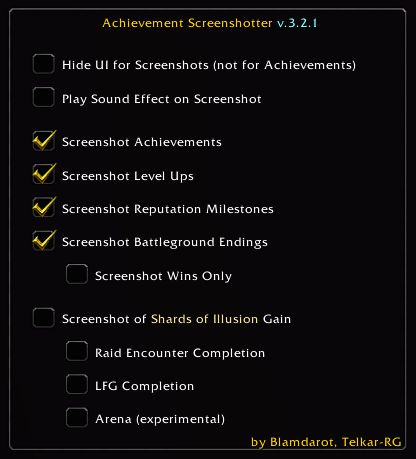 Achievement Screenshotter v.3.2.1
Hide UI for Screenshots (not for Achievements)
Play Sound Effect on Screenshot
Screenshot Achievements
Screenshot Level Ups
Screenshot Reputation Milestones
Screenshot Battleground Endings
Screenshot Wins Only
Screenshot of Shards of Illusion Gain
Raid Encounter Completion
LFG Completion
Arena (experimental)
by Blamdarot, Telkar-RG